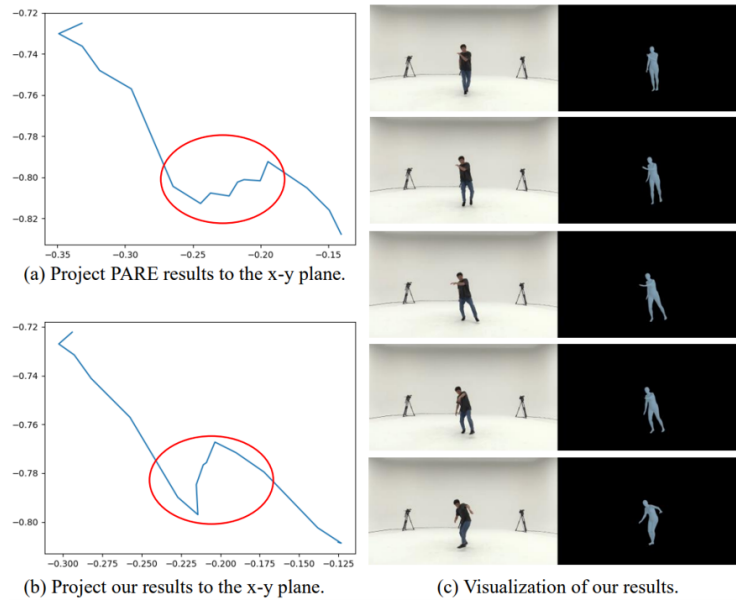 −0.72
−0.74
−0.76
−0.78
−0.80
−0.82
−0.35 −0.30 −0.25 −0.20 −0.15
(a) Project PARE results to the x-y plane.
−0.72
−0.74
−0.76
−0.78
−0.80
−0.300 −0.275 −0.250 −0.225 −0.200 −0.175 −0.150 −0.125
(b) Project our results to the x-y plane.
(c) Visualization of our results.